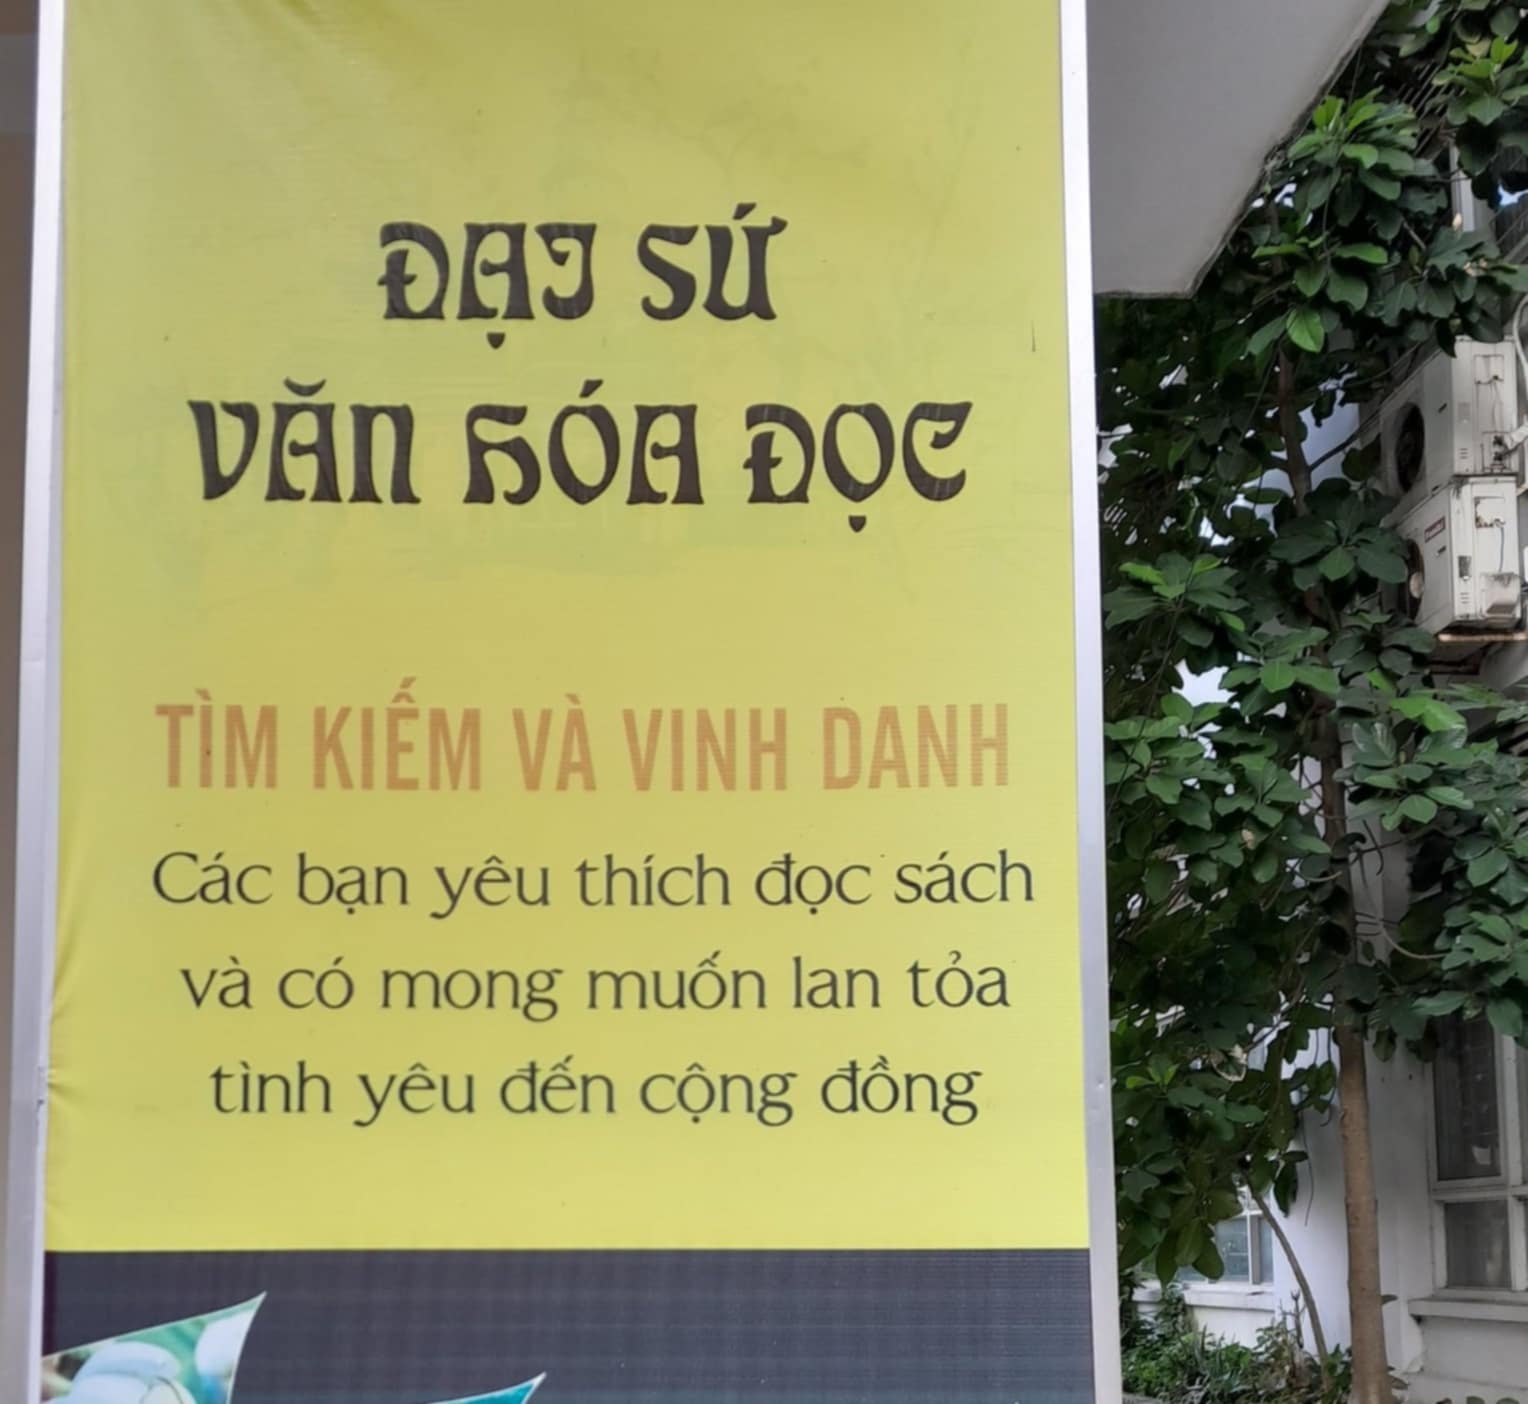 ĐẠI SỨ
VĂN HÓA ĐỌC
TÌM KIẾM VÀ VINH DANH
Các bạn yêu thích đọc sách
và có mong muốn lan tỏa
tình yêu đến cộng đồng